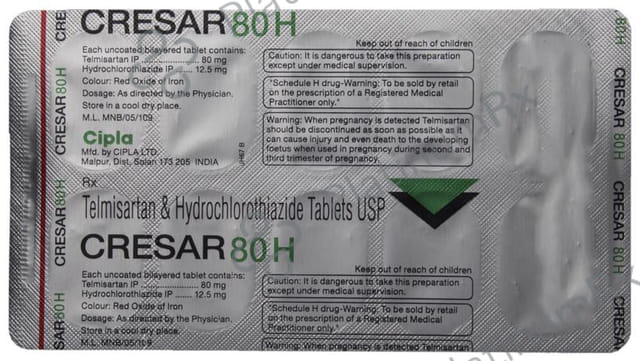 CRESAR 80 H
Each uncoated bilayered tablet contains:
Telmisartan IP ............... 80 mg
Hydrochlorothiazide IP ...... 12.5 mg
Colour: Red Oxide of Iron
Dosage: As directed by the Physician.
Store in a cool dry place.
M.L. MNB/05/109
Cipla
Mfd. by CIPLA LTD.
Malpur, Dist. Solan 173 205 INDIA
Keep out of reach of children
Caution: It is dangerous to take this preparation
except under medical supervision.
"Schedule H drug-Warning: To be sold by retail
on the prescription of a Registered Medical
Practitioner only."
Warning: When pregnancy is detected Telmisartan
should be discontinued as soon as possible as it
can cause injury and even death to the developing
foetus when used in pregnancy during second and
third trimester of pregnancy.
Rx
Telmisartan & Hydrochlorothiazide Tablets USP
CRESAR 80 H
Each uncoated bilayered tablet contains:
Telmisartan IP ............... 80 mg
Hydrochlorothiazide IP ...... 12.5 mg
Colour: Red Oxide of Iron
Dosage: As directed by the Physician.
Store in a cool dry place.
M.L. MNB/05/109
Keep out of reach of children
Caution: It is dangerous to take this preparation
except under medical supervision.
"Schedule H drug-Warning: To be sold by retail
on the prescription of a Registered Medical
Practitioner only."
Warning: When pregnancy is detected Telmisartan
CRESAR 80 H
CRESAR 80 H
CRESAR 80 H
80 H
CRESAR 80 H
CRESAR 80 H